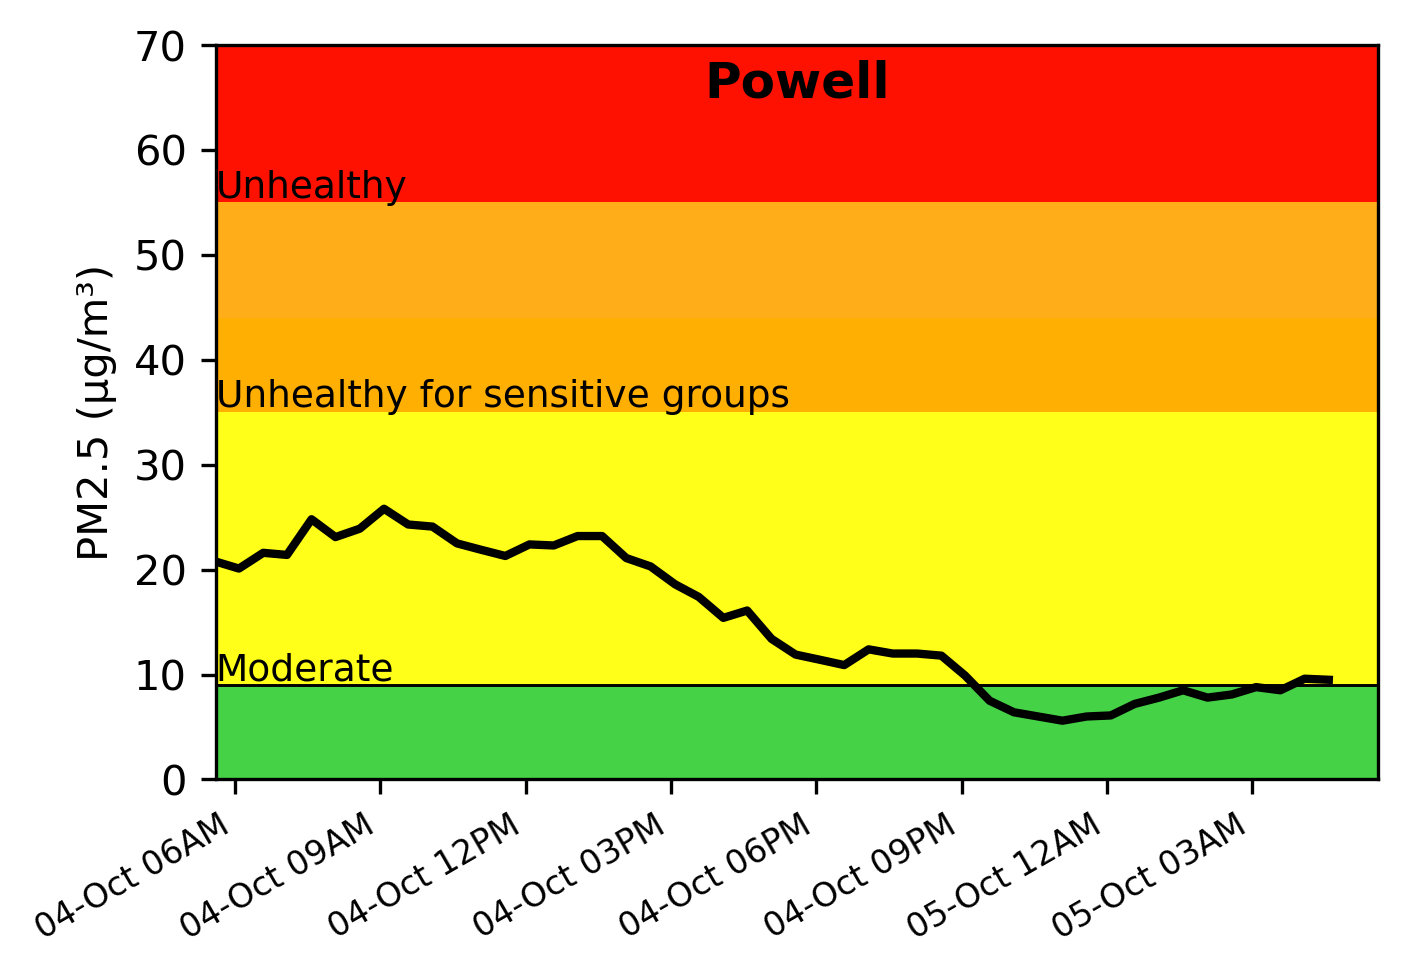 Powell
PM2.5 (µg/m³)
70
60
50
40
30
20
10
0
Unhealthy
Unhealthy for sensitive groups
Moderate
04-Oct 06AM
04-Oct 09AM
04-Oct 12PM
04-Oct 03PM
04-Oct 06PM
04-Oct 09PM
05-Oct 12AM
05-Oct 03AM